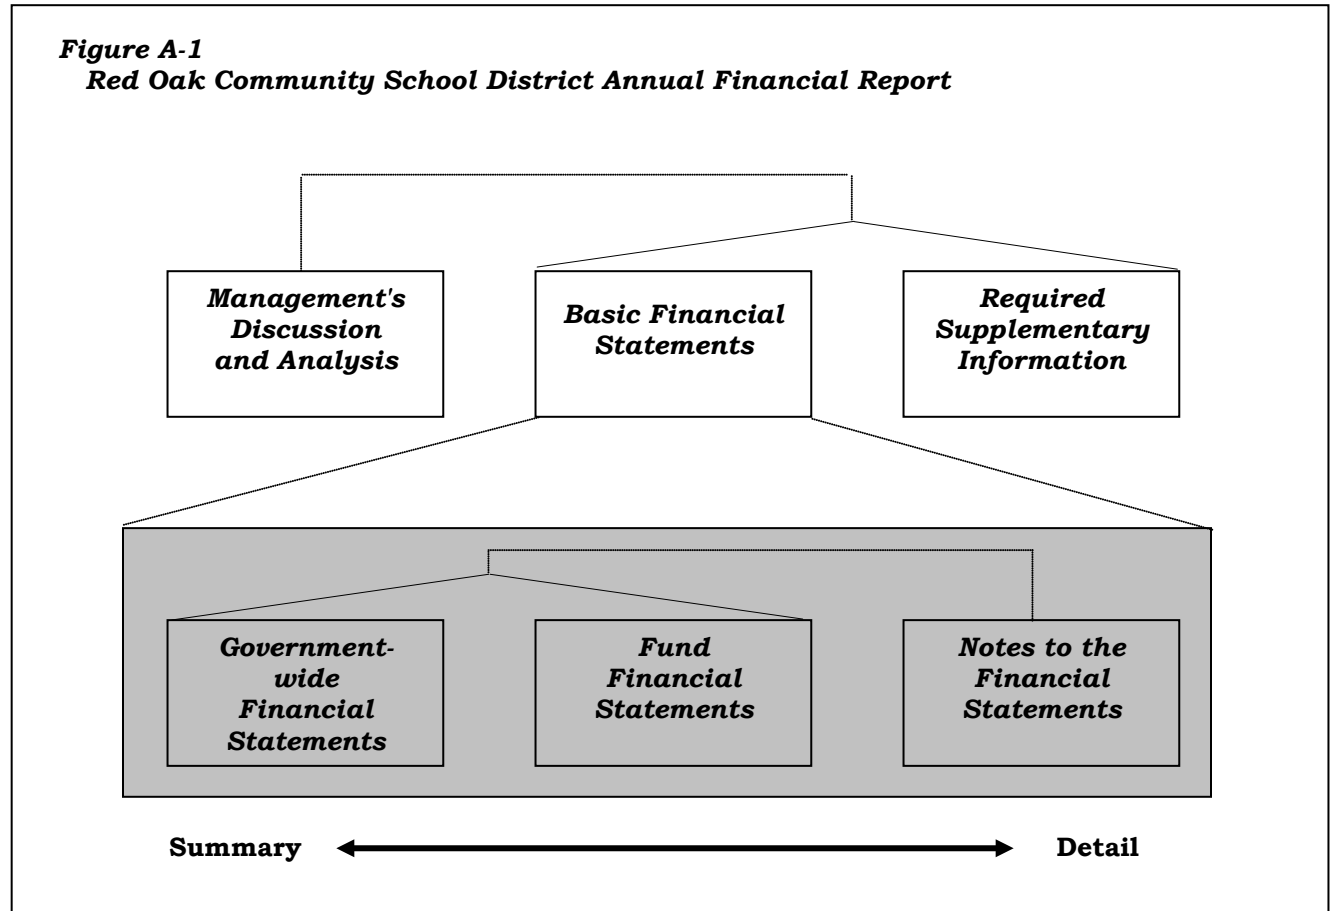 Figure A-1
Red Oak Community School District Annual Financial Report
Management's
Discussion
and Analysis
Basic Financial
Statements
Required
Supplementary
Information
Government-
wide
Financial
Statements
Fund
Financial
Statements
Notes to the
Financial
Statements
Summary
Detail